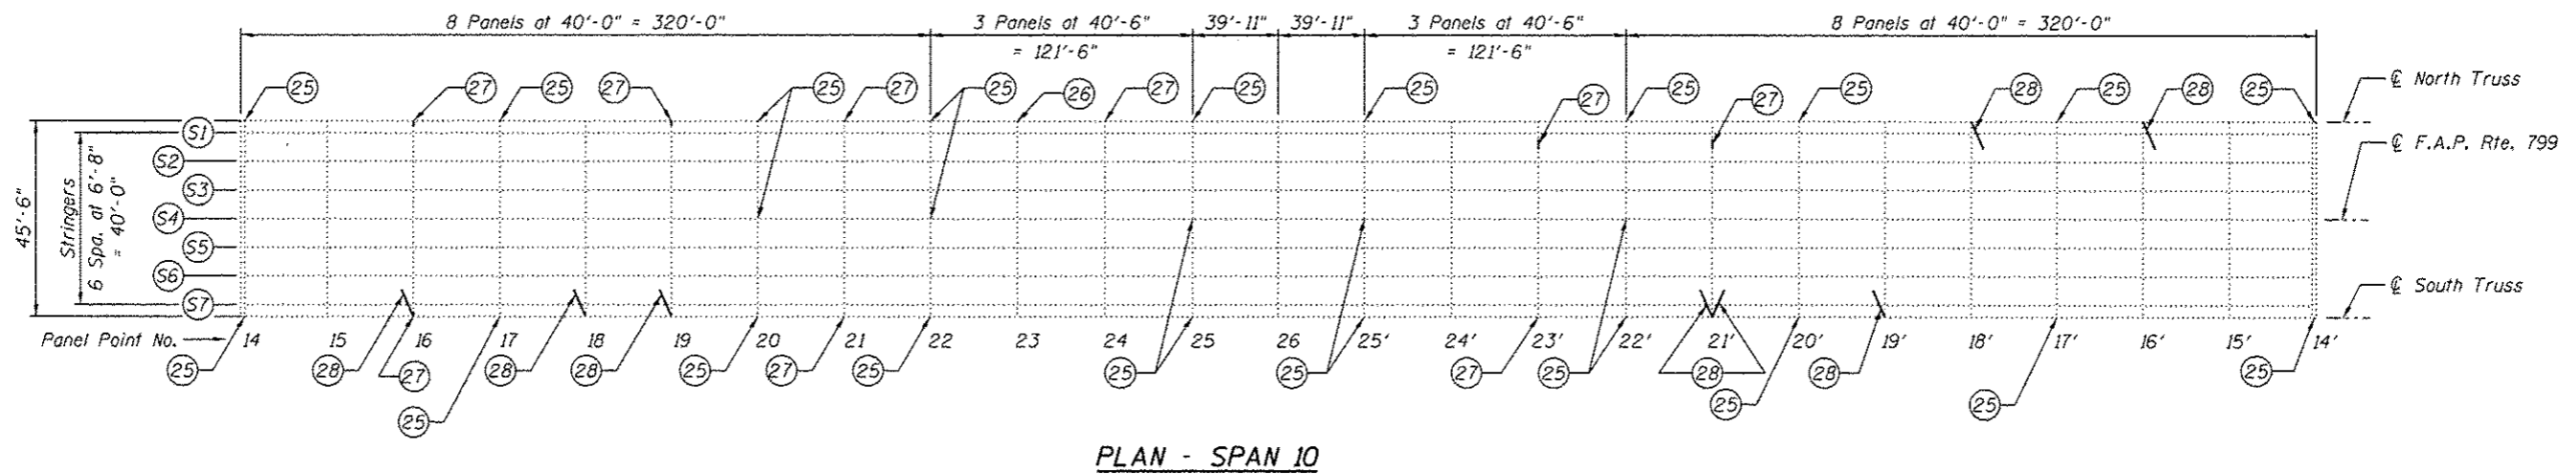 8 Panels at 40'-0" = 320'-0"
3 Panels at 40'-6"
= 121'-6"
39'-11"
39'-11"
3 Panels at 40'-6"
= 121'-6"
8 Panels at 40'-0" = 320'-0"
25 27 25 27 25 27 25 26 27 25 25 27 25 27 25 28 25 28 25
℄ North Truss
℄ F.A.P. Rte. 799
℄ South Truss
45'-6"
Stringers
6 Spa. at 6'-8"
= 40'-0"
S1
S2
S3
S4
S5
S6
S7
Panel Point No. 14 15 16 17 18 19 20 21 22 23 24 25 26 25' 24' 23' 22' 21' 20' 19' 18' 17' 16' 15' 14'
25 28 27 28 28 25 27 25 25 25 27 25 28 28 25
25 25 25
PLAN - SPAN 10